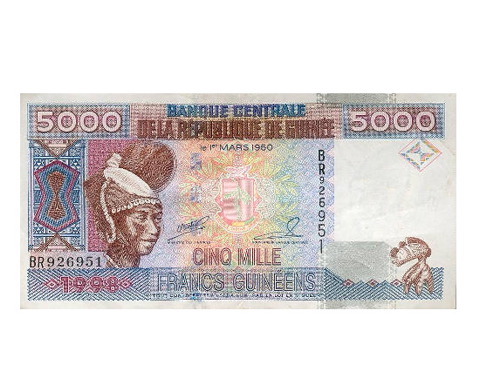 5000
BANQUE CENTRALE
5000
DE LA REPUBLIQUE DE GUINEE
le 1er MARS 1960
BR926951
BR926951
CINQ MILLE
1998
FRANCS GUINEENS